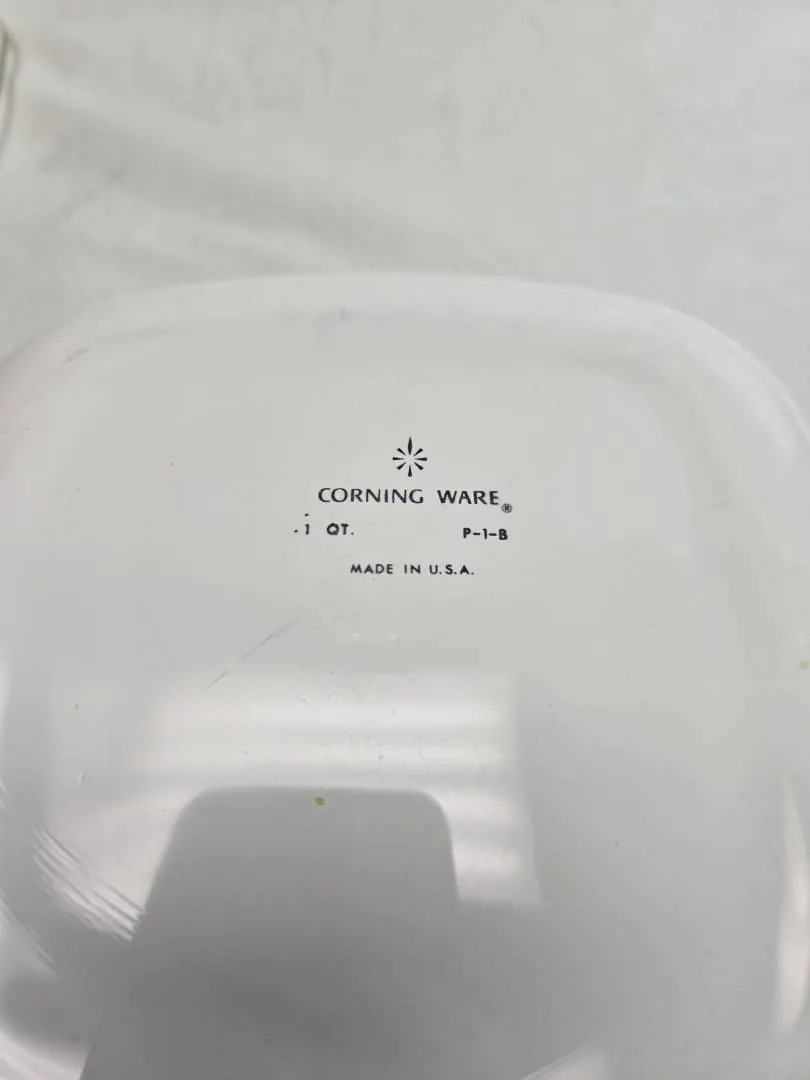 CORNING WARE®
1 QT. P-1-B
MADE IN U.S.A.